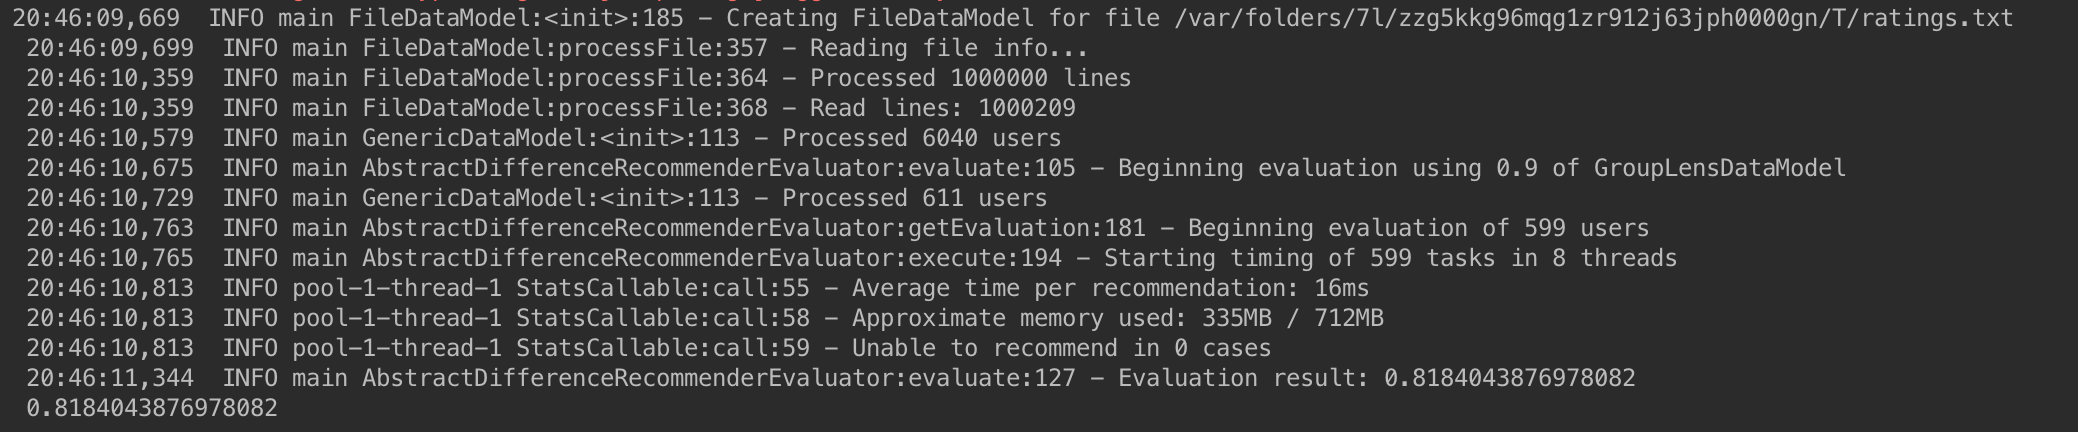 20:46:09,669  INFO main FileDataModel:<init>:185 – Creating FileDataModel for file /var/folders/7l/zzg5kkg96mqg1zr912j63jph0000gn/T/ratings.txt
20:46:09,699  INFO main FileDataModel:processFile:357 – Reading file info...
20:46:10,359  INFO main FileDataModel:processFile:364 – Processed 1000000 lines
20:46:10,359  INFO main FileDataModel:processFile:368 – Read lines: 1000209
20:46:10,579  INFO main GenericDataModel:<init>:113 – Processed 6040 users
20:46:10,675  INFO main AbstractDifferenceRecommenderEvaluator:evaluate:105 – Beginning evaluation using 0.9 of GroupLensDataModel
20:46:10,729  INFO main GenericDataModel:<init>:113 – Processed 611 users
20:46:10,763  INFO main AbstractDifferenceRecommenderEvaluator:getEvaluation:181 – Beginning evaluation of 599 users
20:46:10,765  INFO main AbstractDifferenceRecommenderEvaluator:execute:194 – Starting timing of 599 tasks in 8 threads
20:46:10,813  INFO pool-1-thread-1 StatsCallable:call:55 – Average time per recommendation: 16ms
20:46:10,813  INFO pool-1-thread-1 StatsCallable:call:58 – Approximate memory used: 335MB / 712MB
20:46:10,813  INFO pool-1-thread-1 StatsCallable:call:59 – Unable to recommend in 0 cases
20:46:11,344  INFO main AbstractDifferenceRecommenderEvaluator:evaluate:127 – Evaluation result: 0.8184043876978082
0.8184043876978082